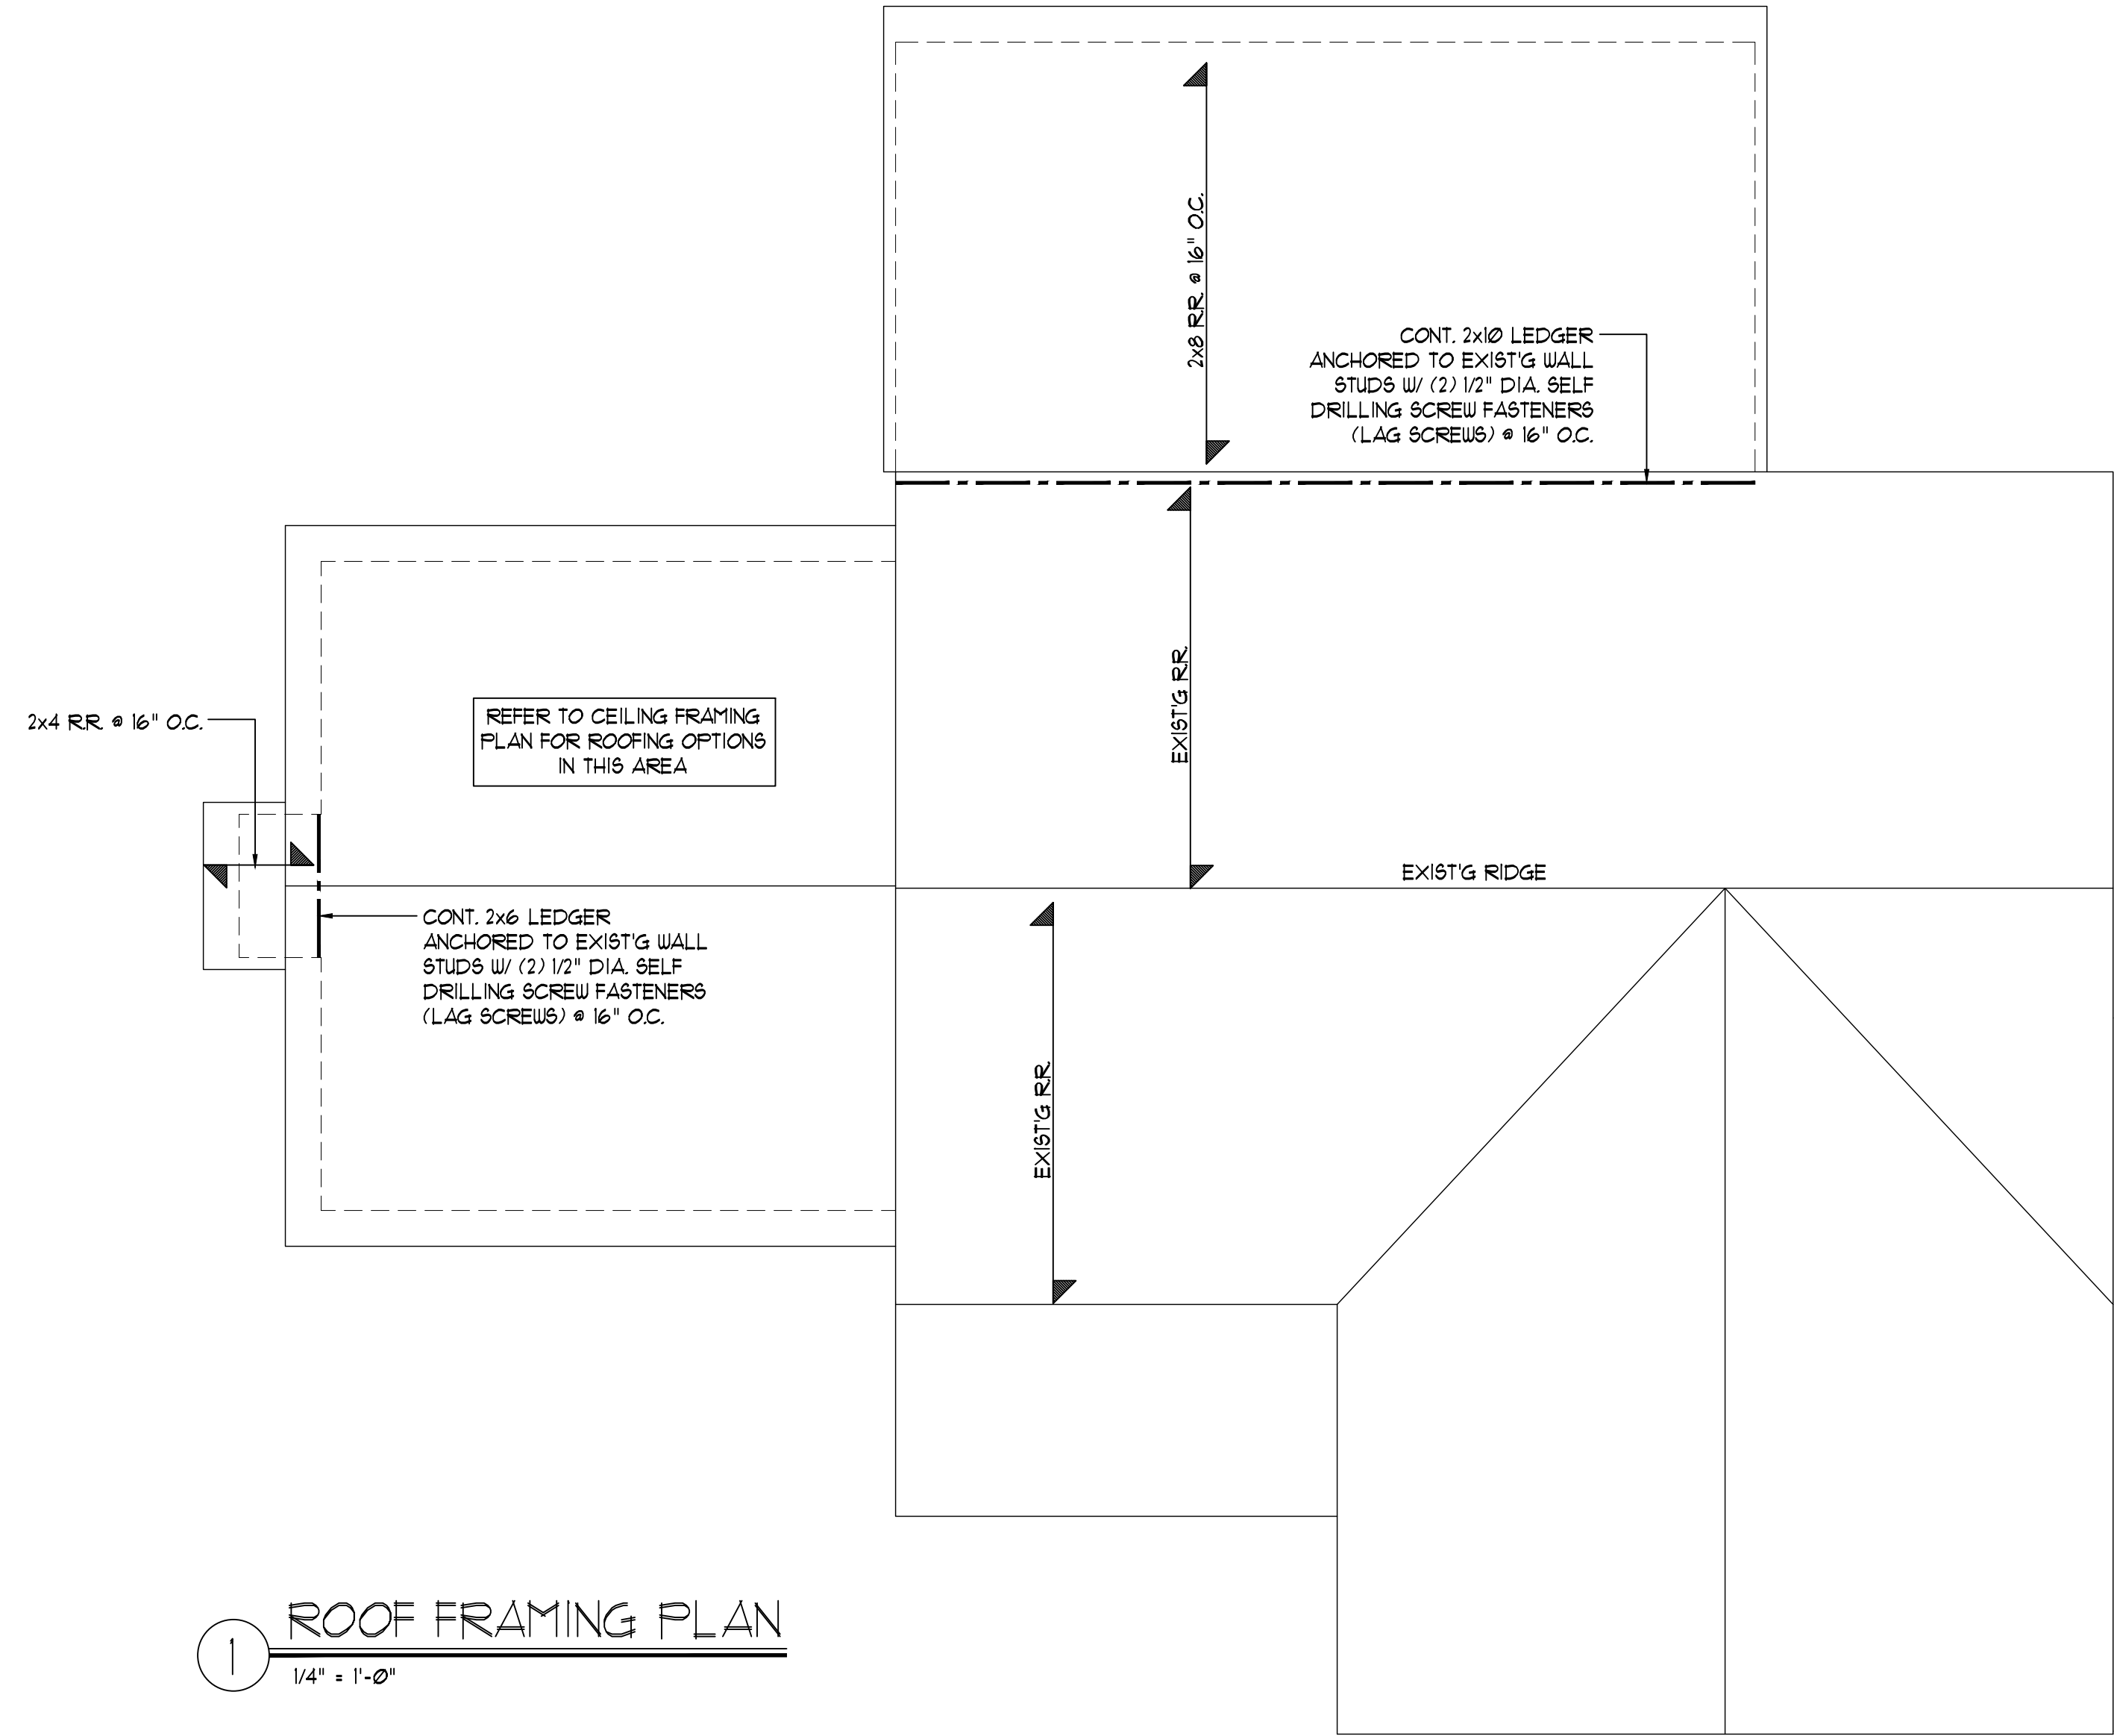 2x8 R.R. @ 16" O.C.
CONT. 2x10 LEDGER
ANCHORED TO EXIST'G WALL
STUDS W/ (2) 1/2" DIA. SELF
DRILLING SCREW FASTENERS
(LAG SCREWS) @ 16" O.C.
EXIST'G R.R.
2x4 R.R. @ 16" O.C.
REFER TO CEILING FRAMING
PLAN FOR ROOFING OPTIONS
IN THIS AREA
EXIST'G RIDGE
CONT. 2x6 LEDGER
ANCHORED TO EXIST'G WALL
STUDS W/ (2) 1/2" DIA. SELF
DRILLING SCREW FASTENERS
(LAG SCREWS) @ 16" O.C.
EXIST'G R.R.
1
ROOF FRAMING PLAN
1/4" = 1'-0"